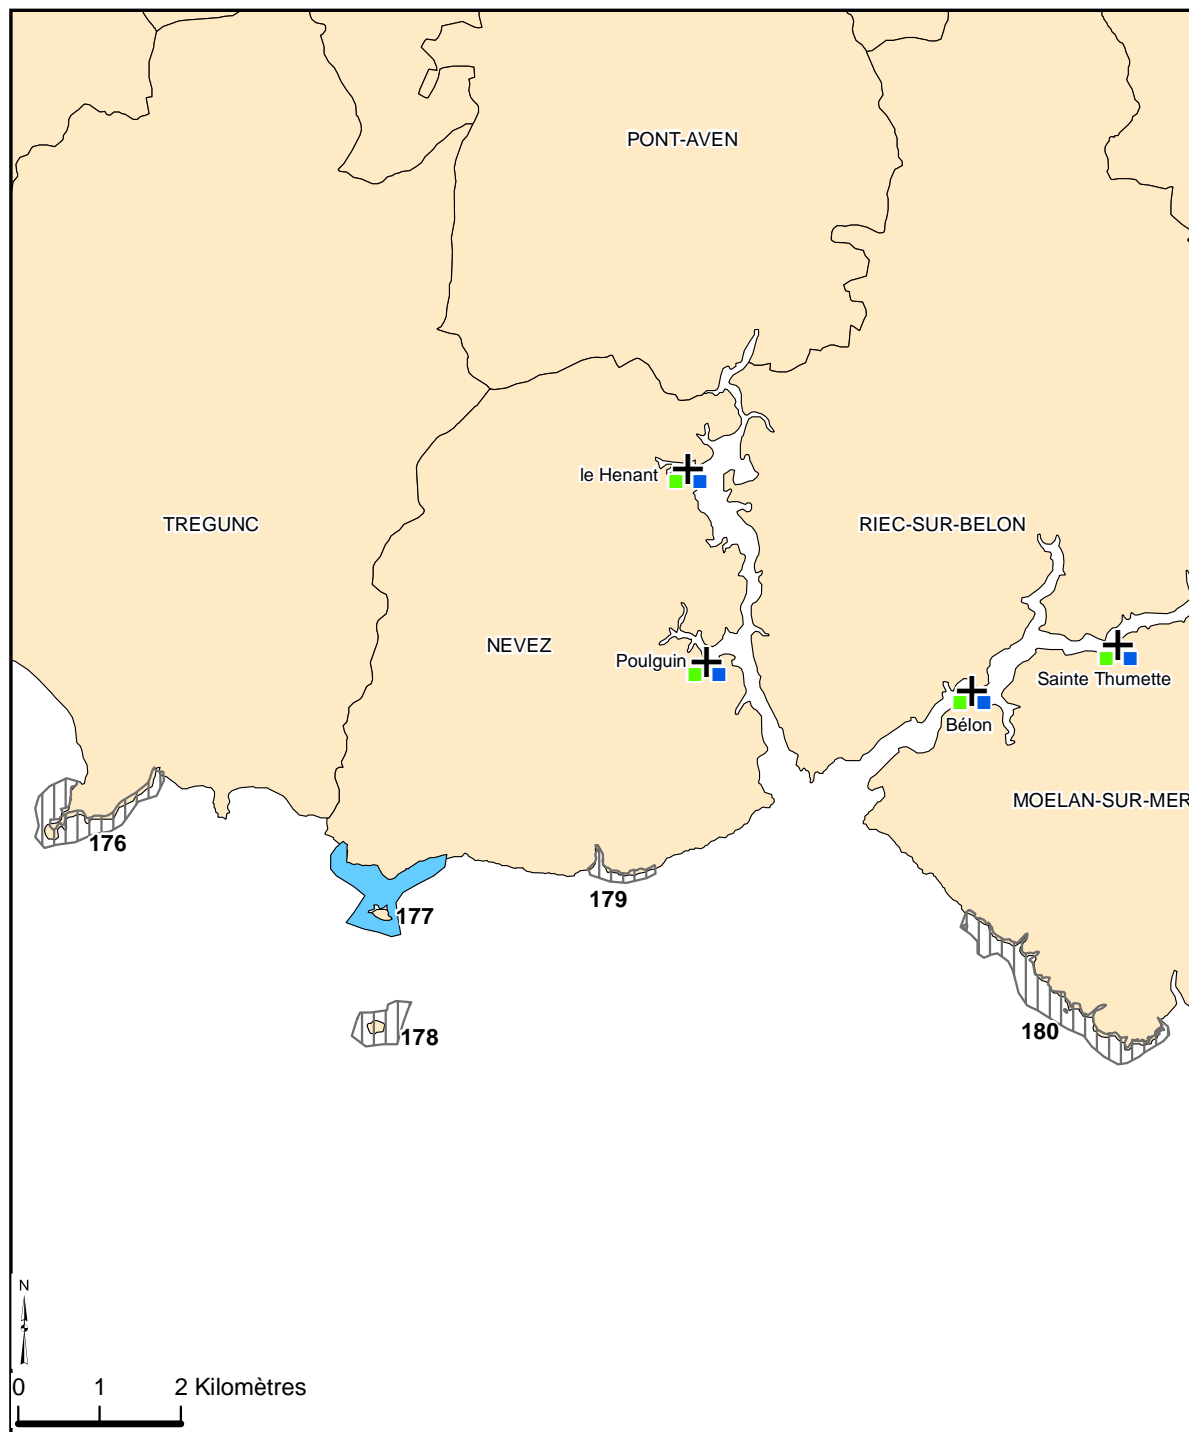 PONT-AVEN
le Henant
TREGUNC
RIEC-SUR-BELON
NEVEZ
Poulguin
Sainte Thumette
Bélon
MOELAN-SUR-MER
176
179
177
180
178
N
0 1 2 Kilomètres